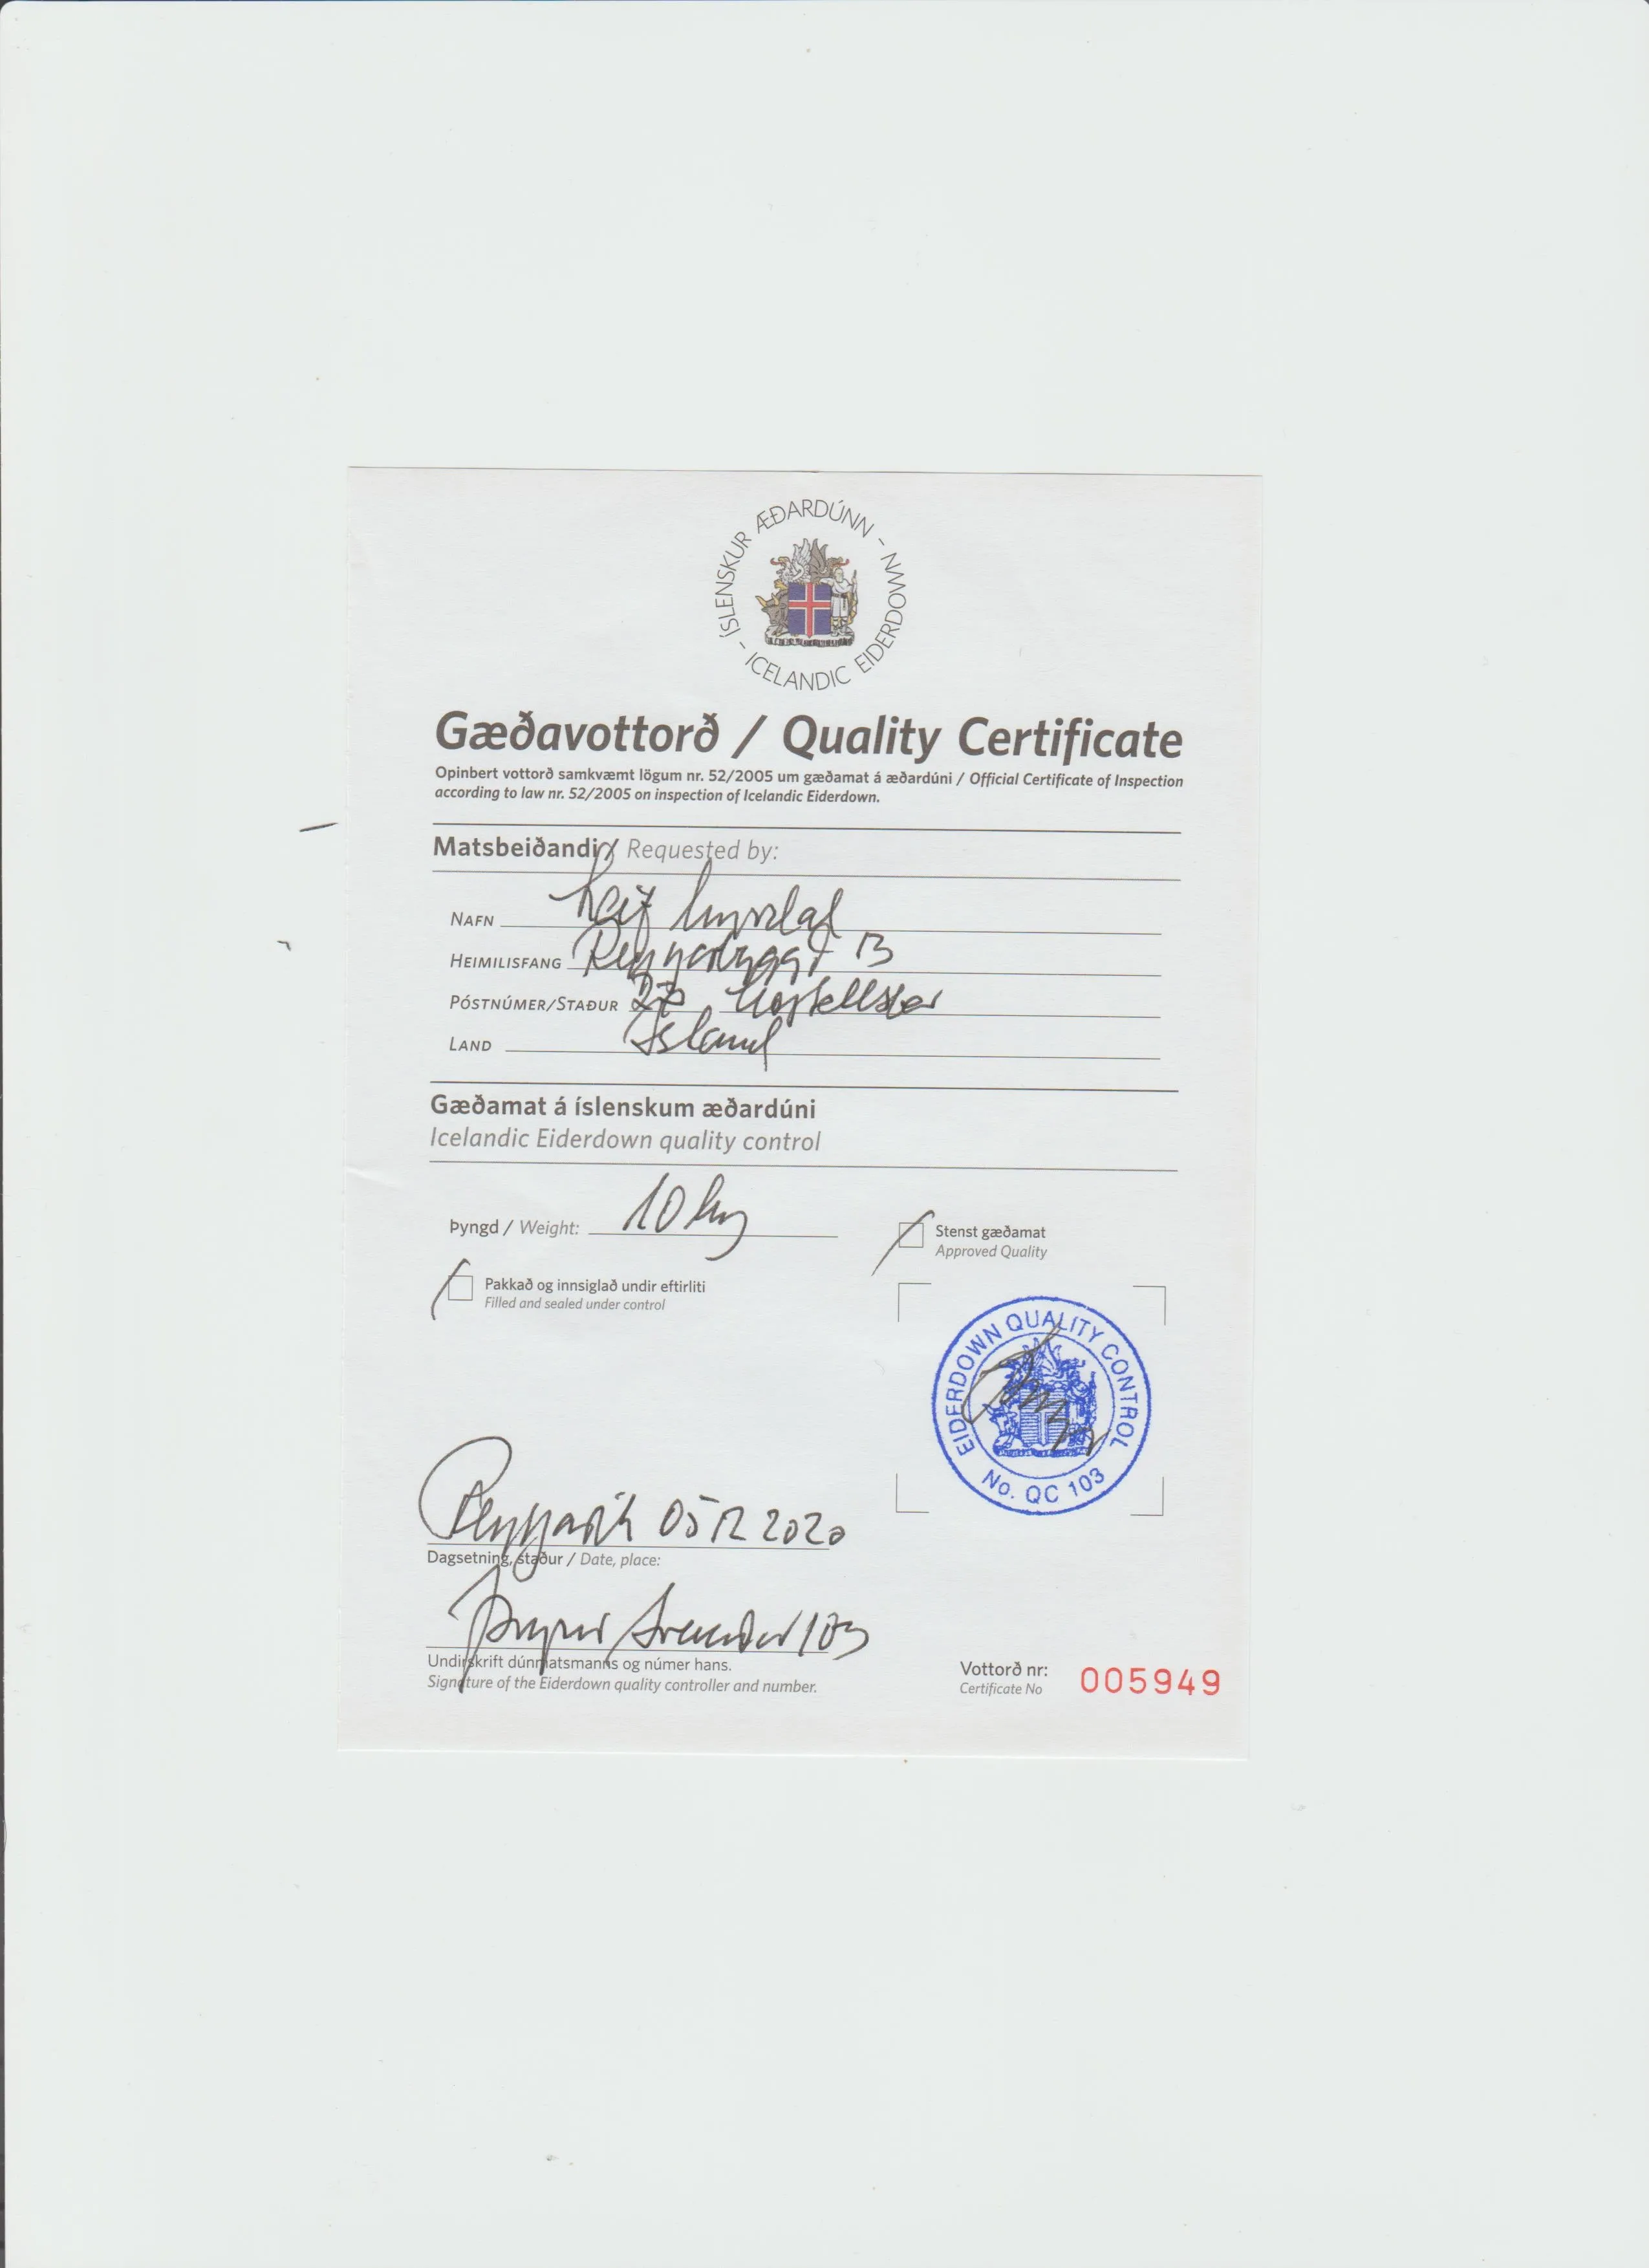 ÍSLENSKUR ÆÐARDÚNN - ICELANDIC EIDERDOWN -
Gæðavottorð / Quality Certificate
Opinbert vottorð samkvæmt lögum nr. 52/2005 um gæðamat á æðardúni / Official Certificate of Inspection
according to law nr. 52/2005 on inspection of Icelandic Eiderdown.
Matsbeiðandi / Requested by:
NAFN Leif
HEIMILISFANG 13
PÓSTNÚMER/STAÐUR
LAND Island
Gæðamat á íslenskum æðardúni
Icelandic Eiderdown quality control
Þyngd / Weight: 10 kg
Stenst gæðamat
Approved Quality
Pakkað og innsiglað undir eftirliti
Filled and sealed under control
EIDERDOWN QUALITY CONTROL
No. QC 103
Reykjavik 05 12 2020
Dagsetning, staður / Date, place:
103
Undirskrift dúnmatsmanns og númer hans.
Signature of the Eiderdown quality controller and number.
Vottorð nr: 005949
Certificate No